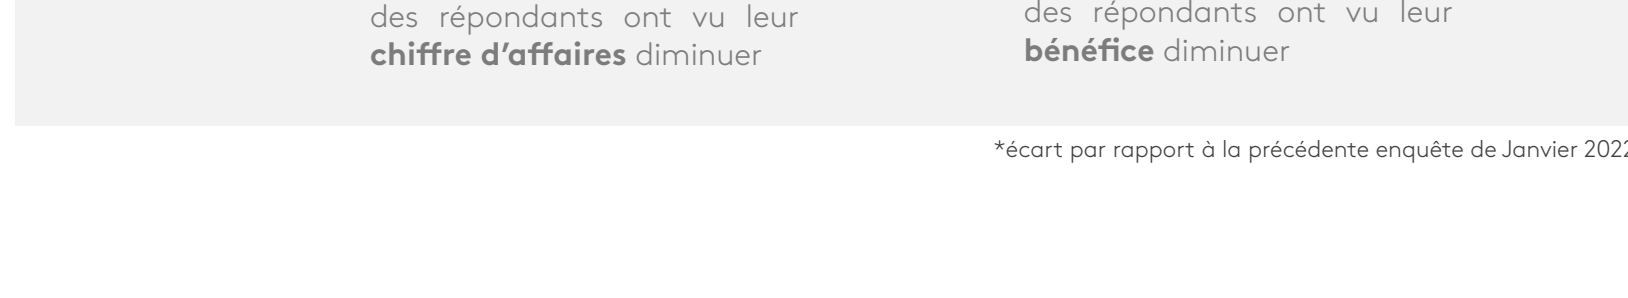 des répondants ont vu leur
chiffre d’affaires diminuer
des répondants ont vu leur
bénéfice diminuer
*écart par rapport à la précédente enquête de Janvier 2022